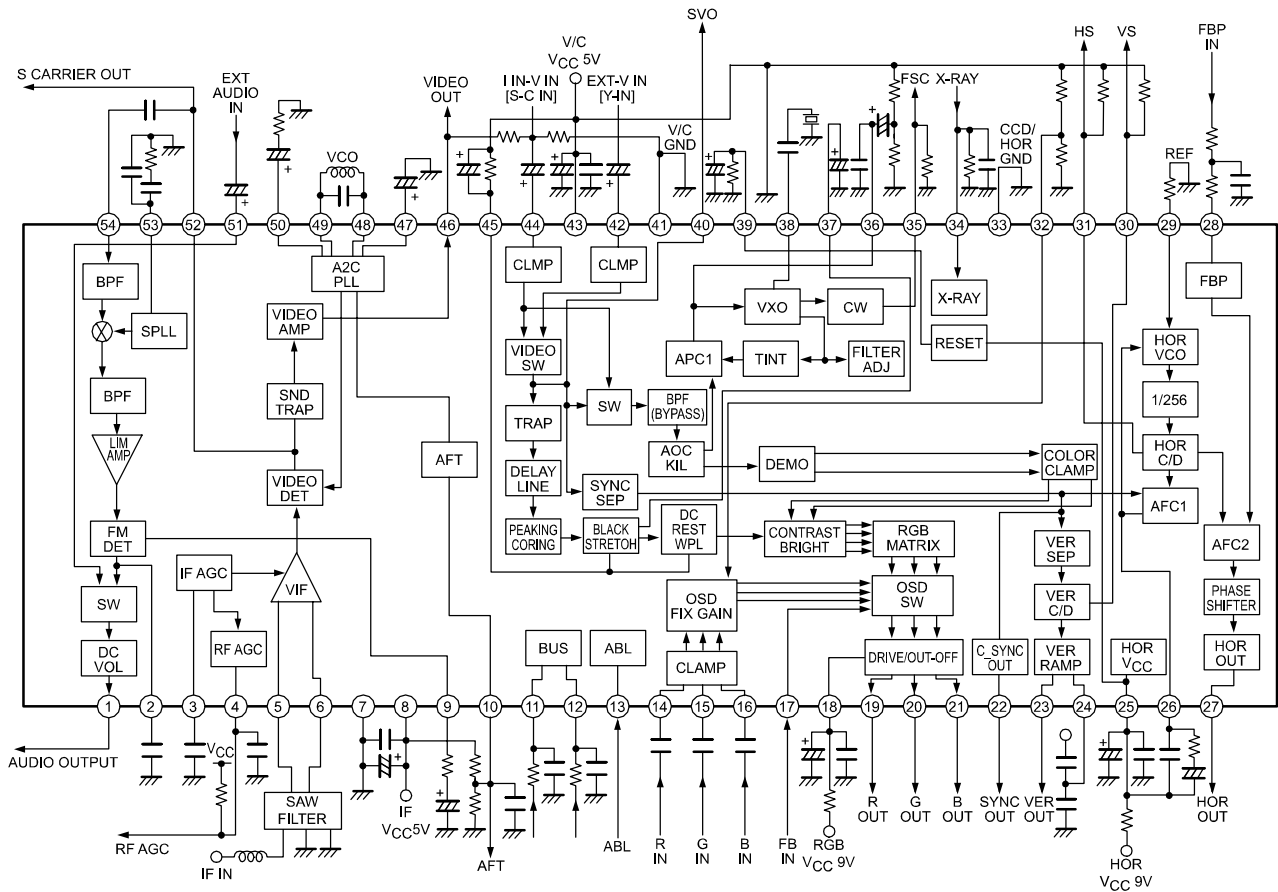 SVO
HS
VS
FBP
IN
V/C
VCC 5V
S CARRIER OUT
EXT
AUDIO
IN
VIDEO
OUT
I IN-V IN
[S-C IN]
EXT-V IN
[Y-IN]
FSC
X-RAY
V/C
GND
CCD/
HOR
GND
REF
VCO
54
53
52
51
50
49
48
47
46
45
44
43
42
41
40
39
38
37
36
35
34
33
32
31
30
29
28
BPF
SPLL
A2C
PLL
VIDEO
AMP
CLMP
CLMP
VXO
CW
X-RAY
FBP
VIDEO
SW
APC1
TINT
FILTER
ADJ
RESET
HOR
VCO
BPF
SND
TRAP
TRAP
SW
BPF
(BYPASS)
1/256
LIM
AMP
AFT
AOC
KIL
DEMO
COLOR
CLAMP
HOR
C/D
VIDEO
DET
DELAY
LINE
SYNC
SEP
AFC1
FM
DET
PEAKING
CORING
BLACK
STRETOH
DC
REST
WPL
CONTRAST
BRIGHT
RGB
MATRIX
VER
SEP
AFC2
IF AGC
VIF
SW
OSD
FIX GAIN
OSD
SW
VER
C/D
PHASE
SHIFTER
RF AGC
DC
VOL
BUS
ABL
CLAMP
DRIVE/OUT-OFF
C_SYNC
OUT
VER
RAMP
HOR
VCC
HOR
OUT
1
2
3
4
5
6
7
8
9
10
11
12
13
14
15
16
17
18
19
20
21
22
23
24
25
26
27
AUDIO OUTPUT
VCC
SAW
FILTER
RF AGC
IF IN
IF
VCC5V
AFT
ABL
R
IN
G
IN
B
IN
FB
IN
RGB
VCC 9V
R
OUT
G
OUT
B
OUT
SYNC
OUT
VER
OUT
HOR
VCC 9V
HOR
OUT